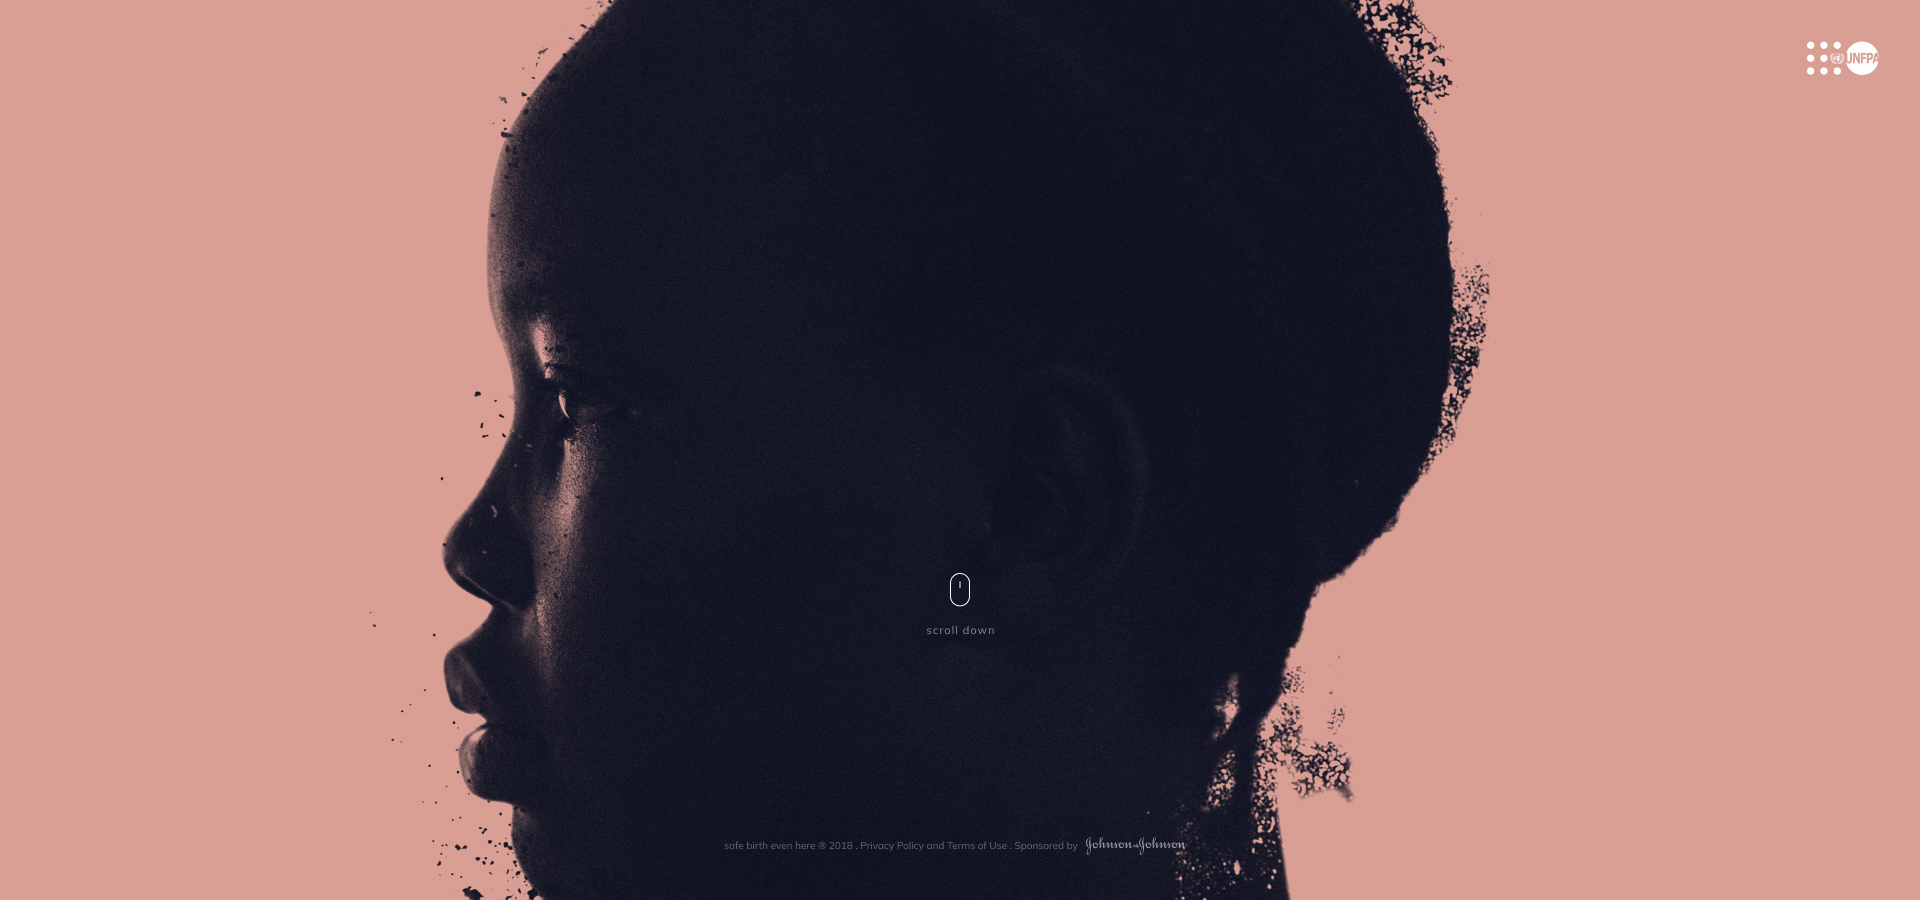 UNFPA
scroll down
safe birth even here ® 2018 . Privacy Policy and Terms of Use . Sponsored by Johnson & Johnson